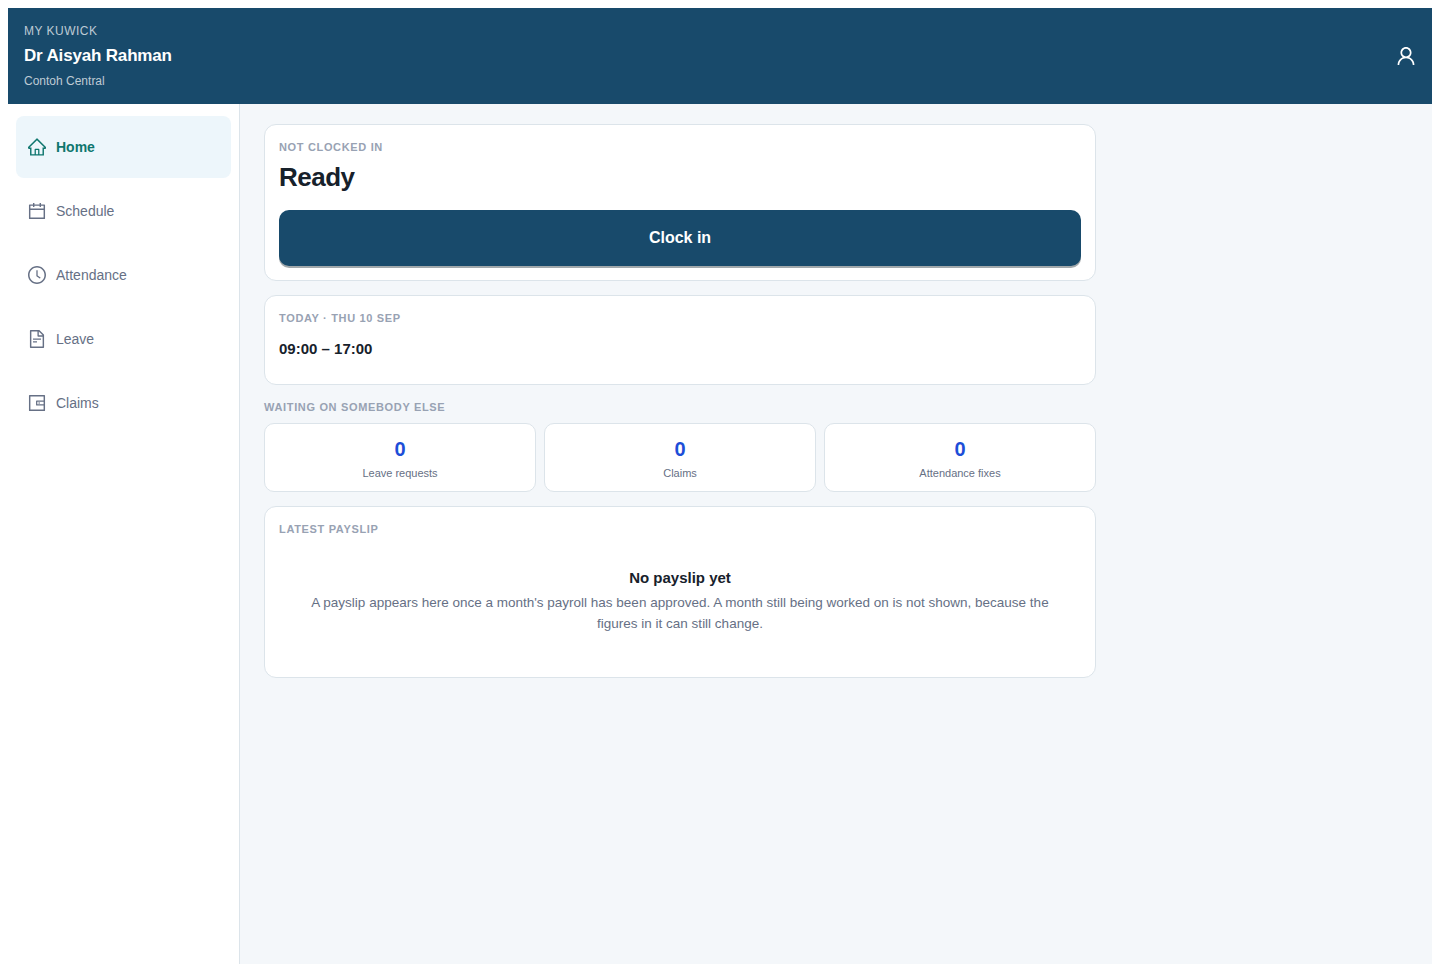 MY KUWICK
Dr Aisyah Rahman
Contoh Central
Home
Schedule
Attendance
Leave
Claims
NOT CLOCKED IN
Ready
Clock in
TODAY · THU 10 SEP
09:00 – 17:00
WAITING ON SOMEBODY ELSE
0
Leave requests
0
Claims
0
Attendance fixes
LATEST PAYSLIP
No payslip yet
A payslip appears here once a month's payroll has been approved. A month still being worked on is not shown, because the
figures in it can still change.